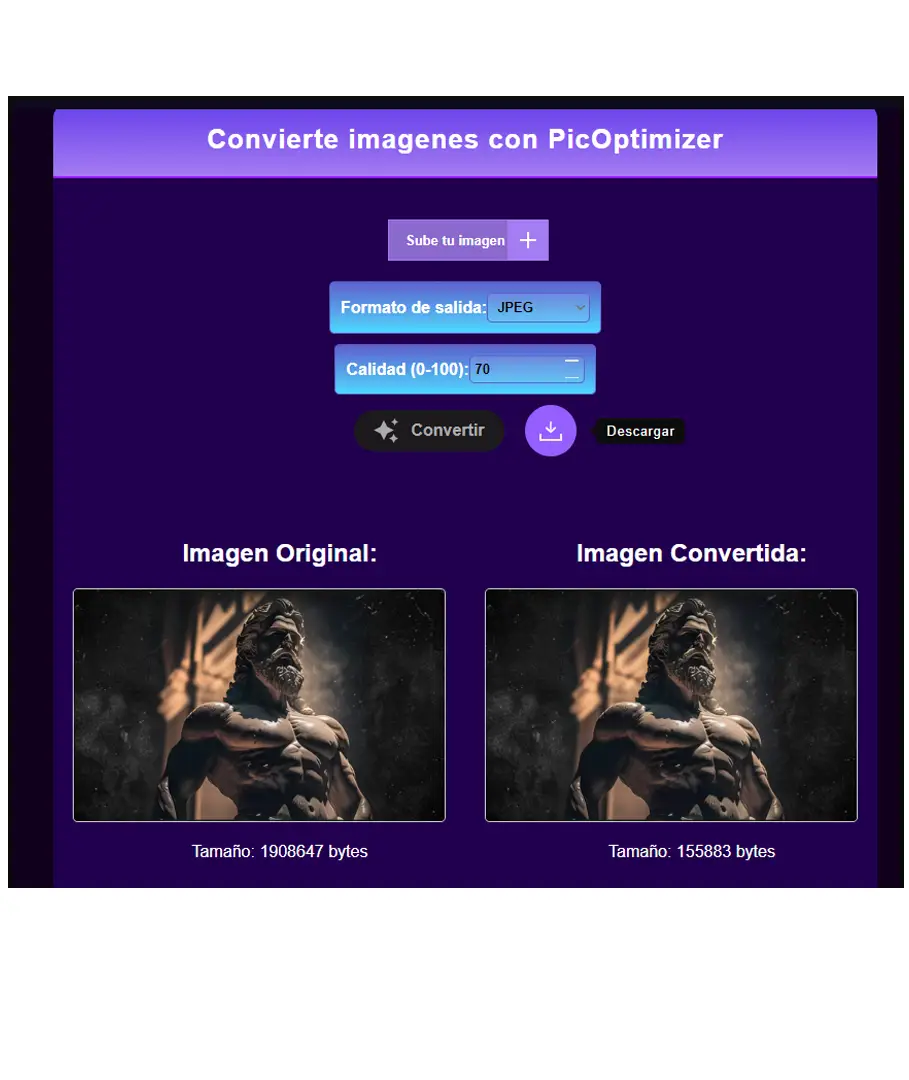 Convierte imagenes con PicOptimizer
Sube tu imagen
Formato de salida: JPEG
Calidad (0-100): 70
Convertir
Descargar
Imagen Original:
Imagen Convertida:
Tamaño: 1908647 bytes
Tamaño: 155883 bytes